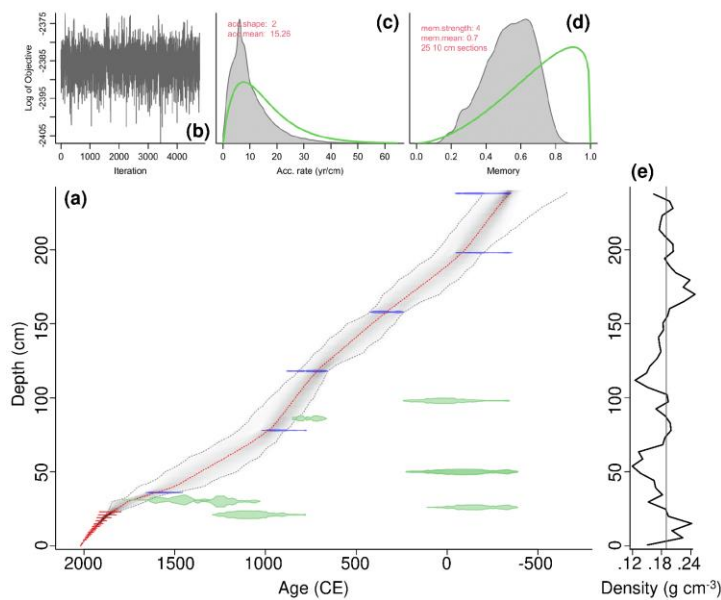 -2375
-2385
-2395
-2405
Log of Objective
0 1000 2000 3000 4000
Iteration
(b)
(c)
acc.shape: 2
acc.mean: 15.26
0 10 20 30 40 50 60
Acc. rate (yr/cm)
(d)
mem.strength: 4
mem.mean: 0.7
25 10 cm sections
0.0 0.2 0.4 0.6 0.8 1.0
Memory
(a)
200
150
100
50
0
Depth (cm)
2000 1500 1000 500 0 -500
Age (CE)
(e)
200
150
100
50
0
.12 .18 .24
Density (g cm-3)